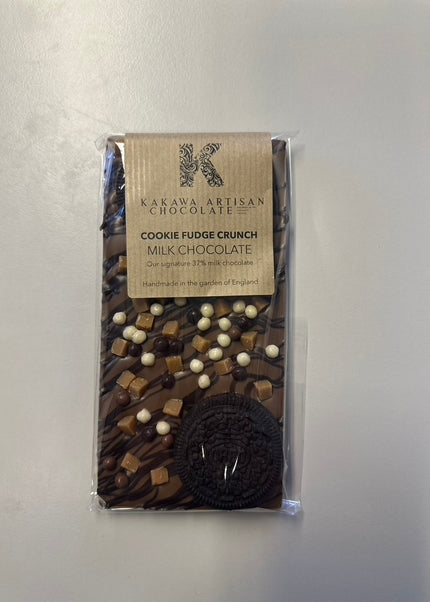 K
KAKAWA ARTISAN
CHOCOLATE
COOKIE FUDGE CRUNCH
MILK CHOCOLATE
Our signature 37% milk chocolate
Handmade in the garden of England